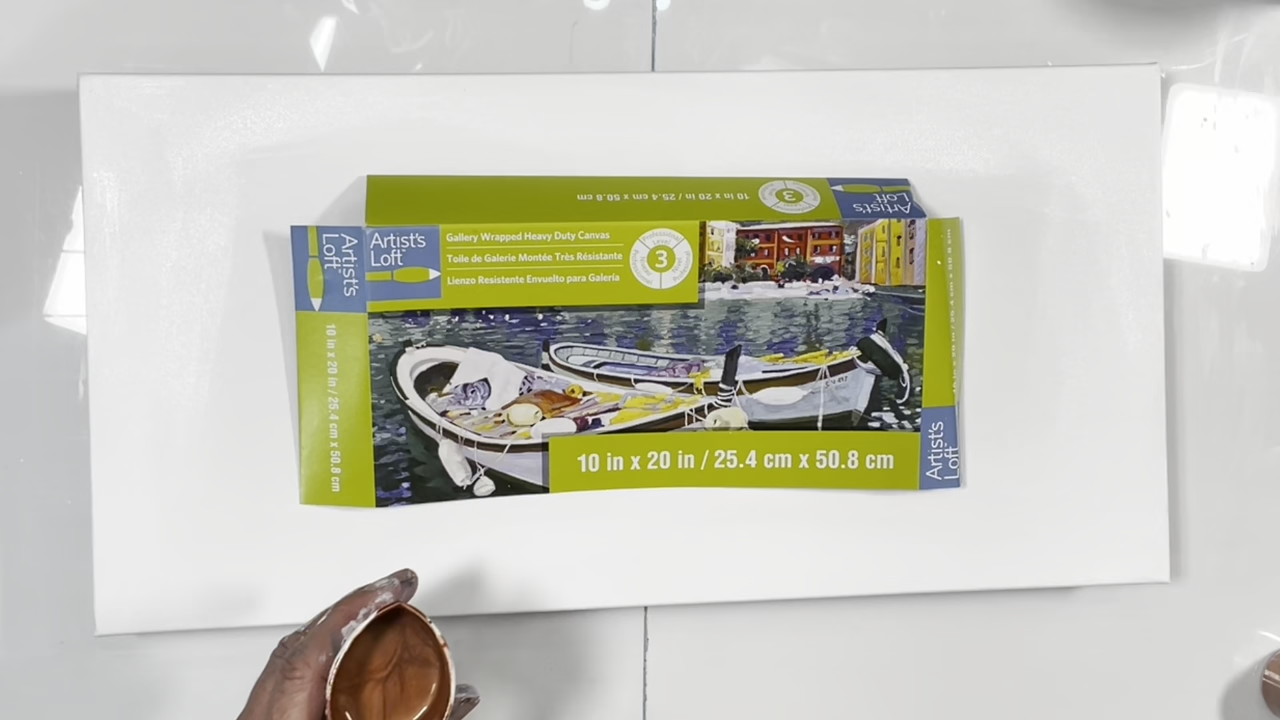 10 in x 20 in / 25.4 cm x 50.8 cm
3
Artist's
Loft
Artist's
Loft
10 in x 20 in / 25.4 cm x 50.8 cm
Artist's
Loft
Gallery Wrapped Heavy Duty Canvas
Toile de Galerie Montée Très Résistante
Lienzo Resistente Envuelto para Galería
Level
3
10 in x 20 in / 25.4 cm x 50.8 cm
Artist's
Loft